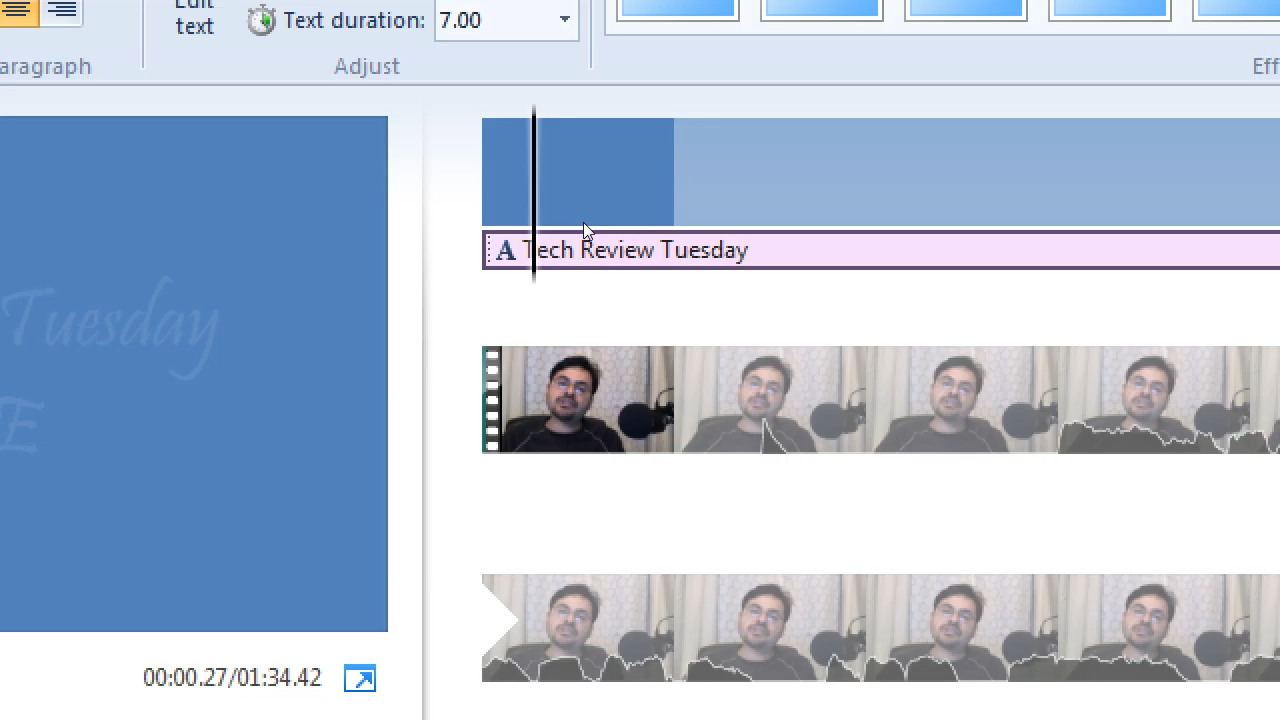 Edit
text
Text duration: 7.00
aragraph
Adjust
Eff
A Tech Review Tuesday
Tuesday
E
00:00.27/01:34.42